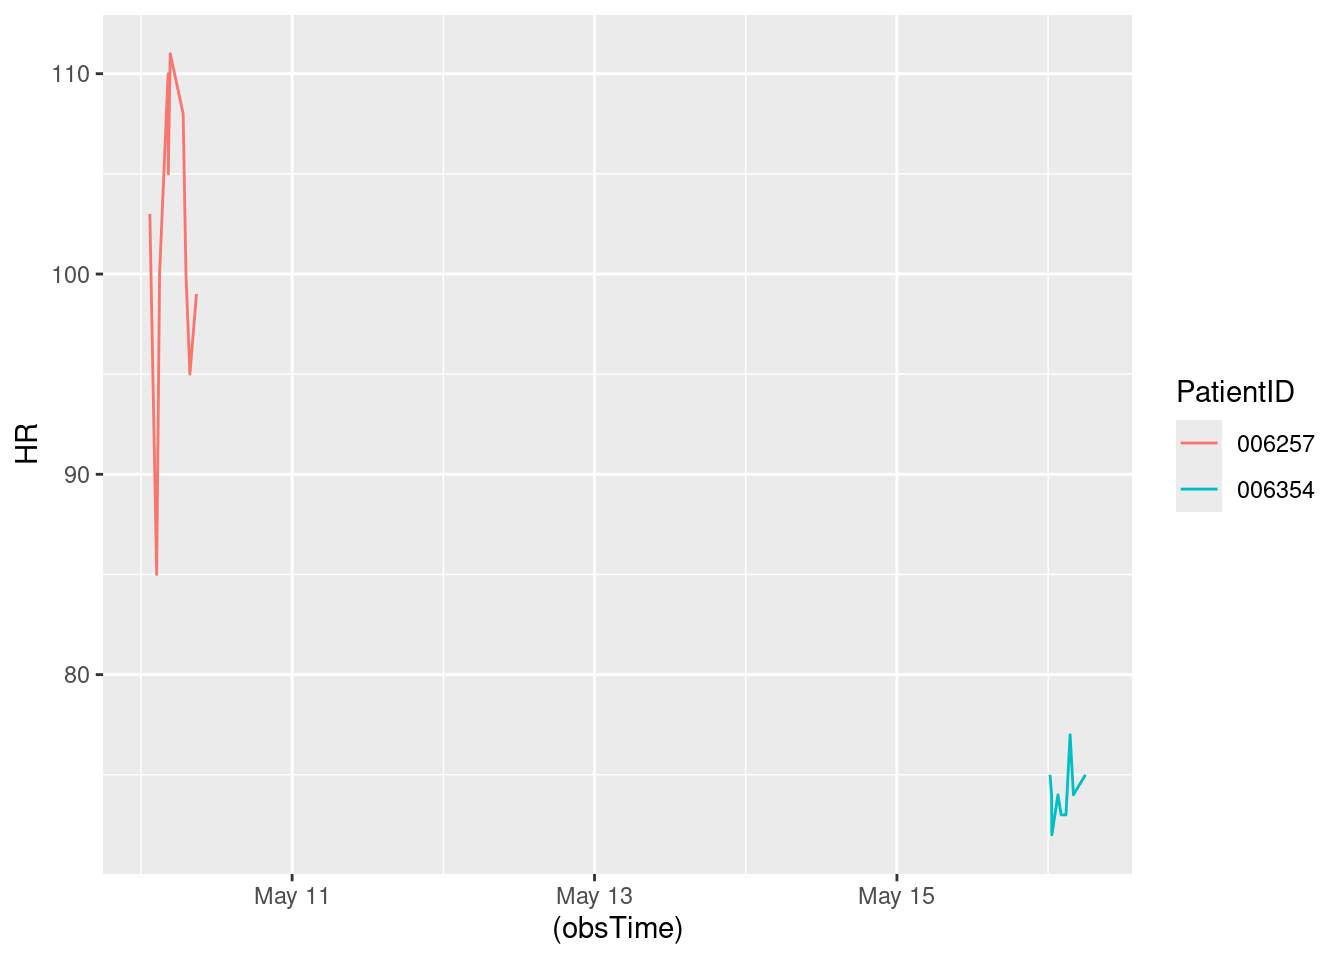 110
100
90
80
HR
May 11
May 13
May 15
(obsTime)
PatientID
006257
006354